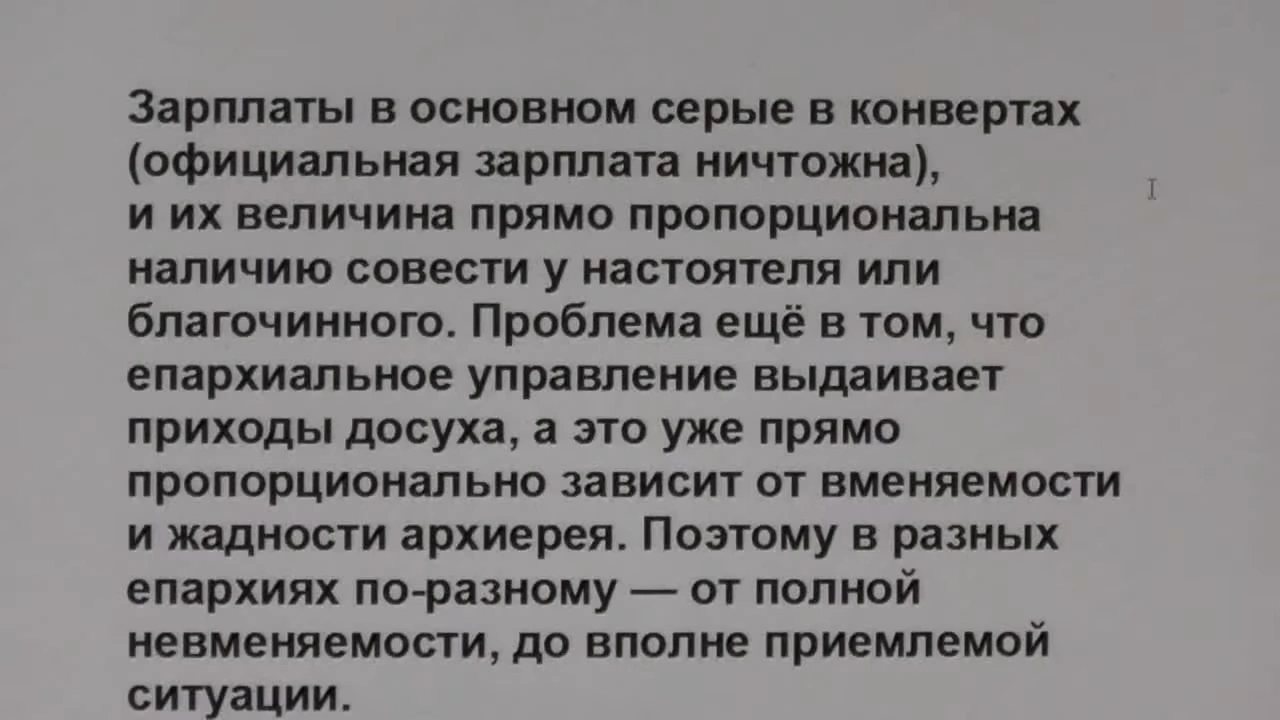 Зарплаты в основном серые в конвертах
(официальная зарплата ничтожна),
и их величина прямо пропорциональна
наличию совести у настоятеля или
благочинного. Проблема ещё в том, что
епархиальное управление выдаивает
приходы досуха, а это уже прямо
пропорционально зависит от вменяемости
и жадности архиерея. Поэтому в разных
епархиях по-разному — от полной
невменяемости, до вполне приемлемой
ситуации.